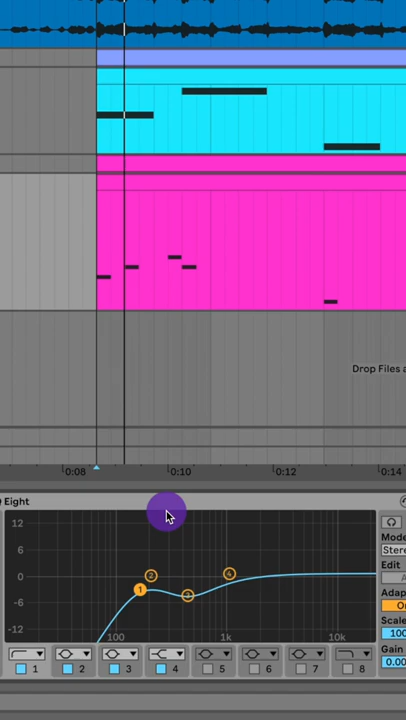 Drop Files a
0:08
0:10
0:12
0:14
Eight
12
6
0
-6
-12
100
1k
10k
1
2
3
4
Mode
Stere
Edit
A
Adap
On
Scale
100
Gain
0.00
1
2
3
4
5
6
7
8